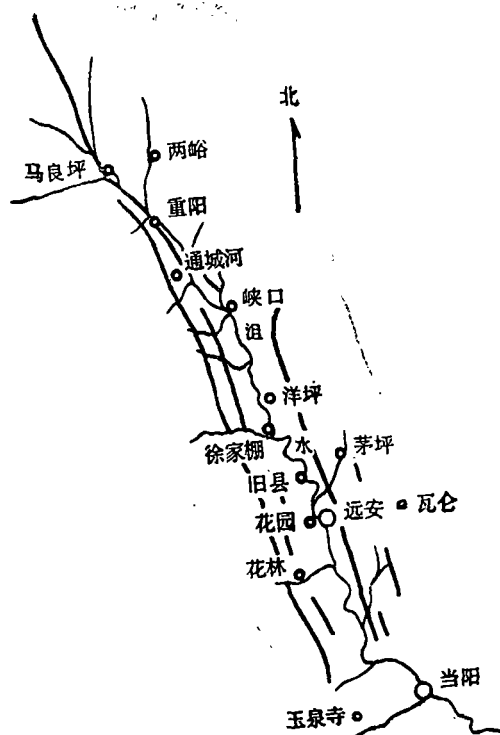 北
两峪
马良坪
重阳
通城河
峡口
沮
洋坪
水
茅坪
徐家棚
旧县
瓦仑
远安
花园
花林
当阳
玉泉寺